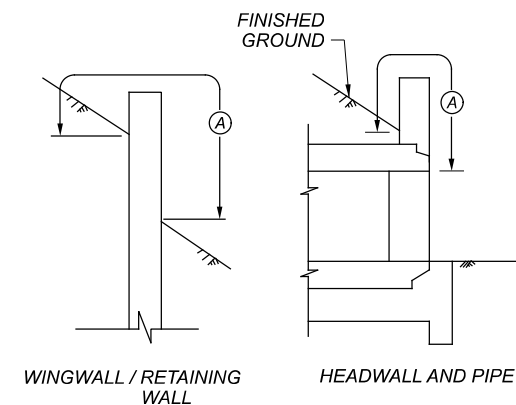 FINISHED
GROUND
A
A
WINGWALL / RETAINING
WALL
HEADWALL AND PIPE